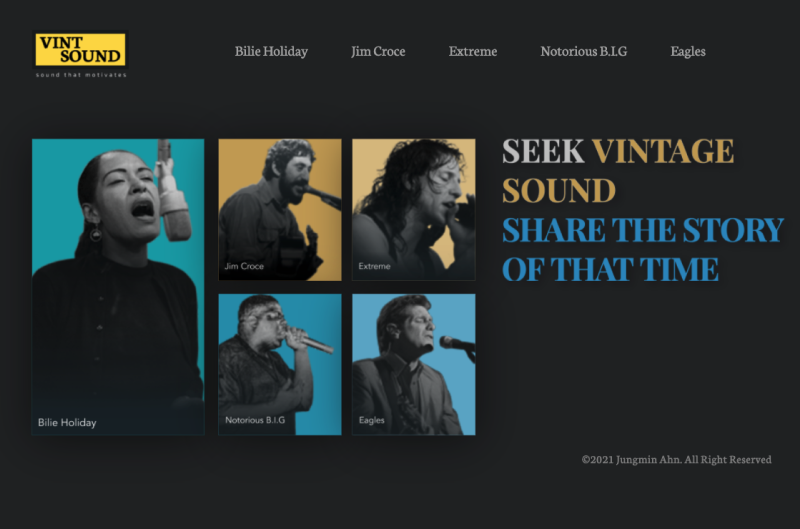 VINT
SOUND
sound that motivates
Bilie Holiday
Jim Croce
Extreme
Notorious B.I.G
Eagles
SEEK VINTAGE
SOUND
SHARE THE STORY
OF THAT TIME
Jim Croce
Extreme
Bilie Holiday
Notorious B.I.G
Eagles
©2021 Jungmin Ahn. All Right Reserved